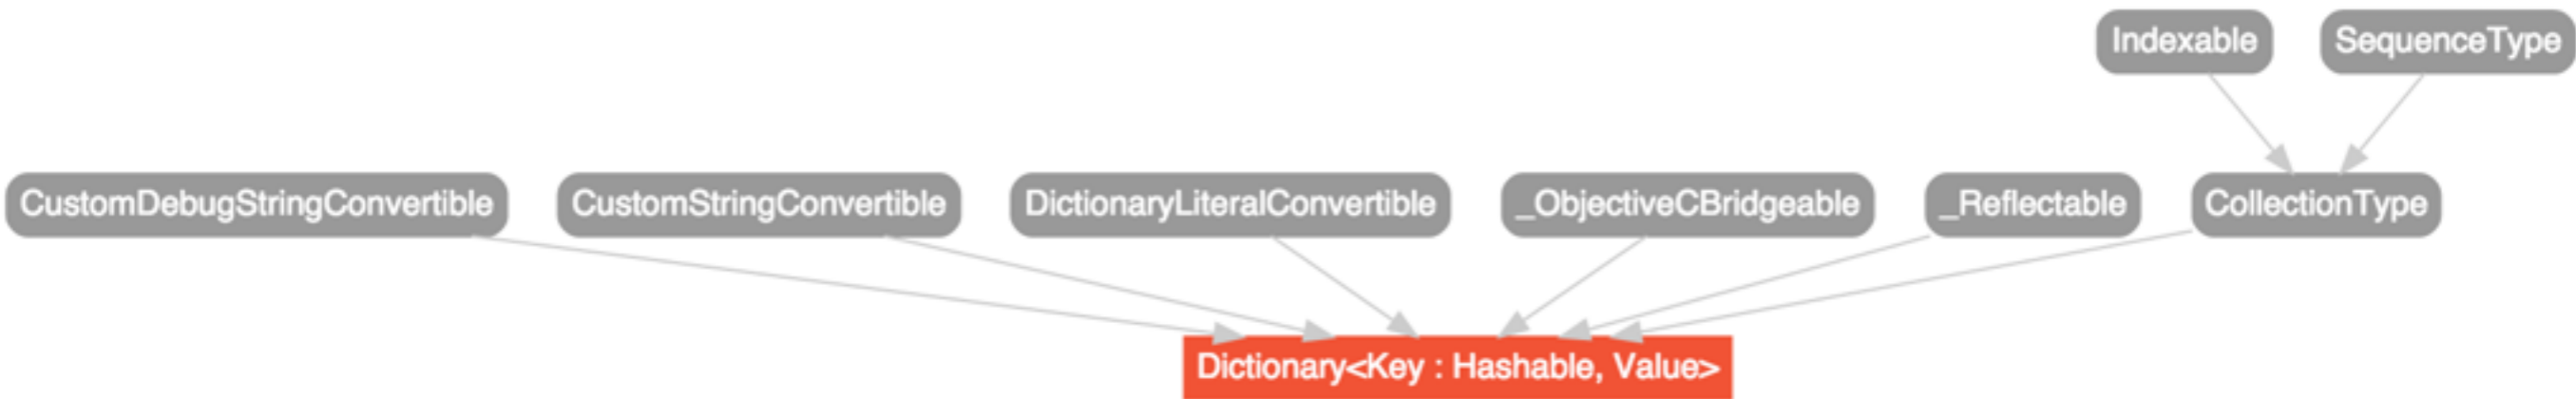 Indexable
SequenceType
CustomDebugStringConvertible
CustomStringConvertible
DictionaryLiteralConvertible
_ObjectiveCBridgeable
_Reflectable
CollectionType
Dictionary<Key : Hashable, Value>